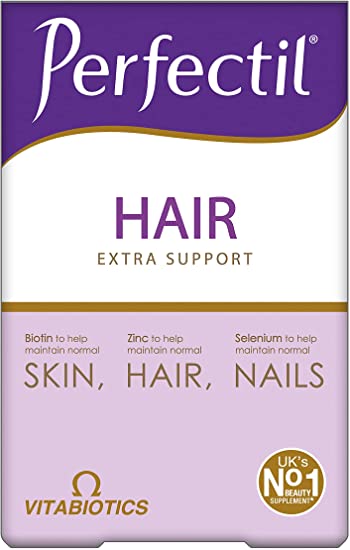 Perfectil®
HAIR
EXTRA SUPPORT
Biotin to help maintain normal
SKIN,
Zinc to help maintain normal
HAIR,
Selenium to help maintain normal
NAILS
VITABIOTICS
UK's
No1
BEAUTY
SUPPLEMENT*